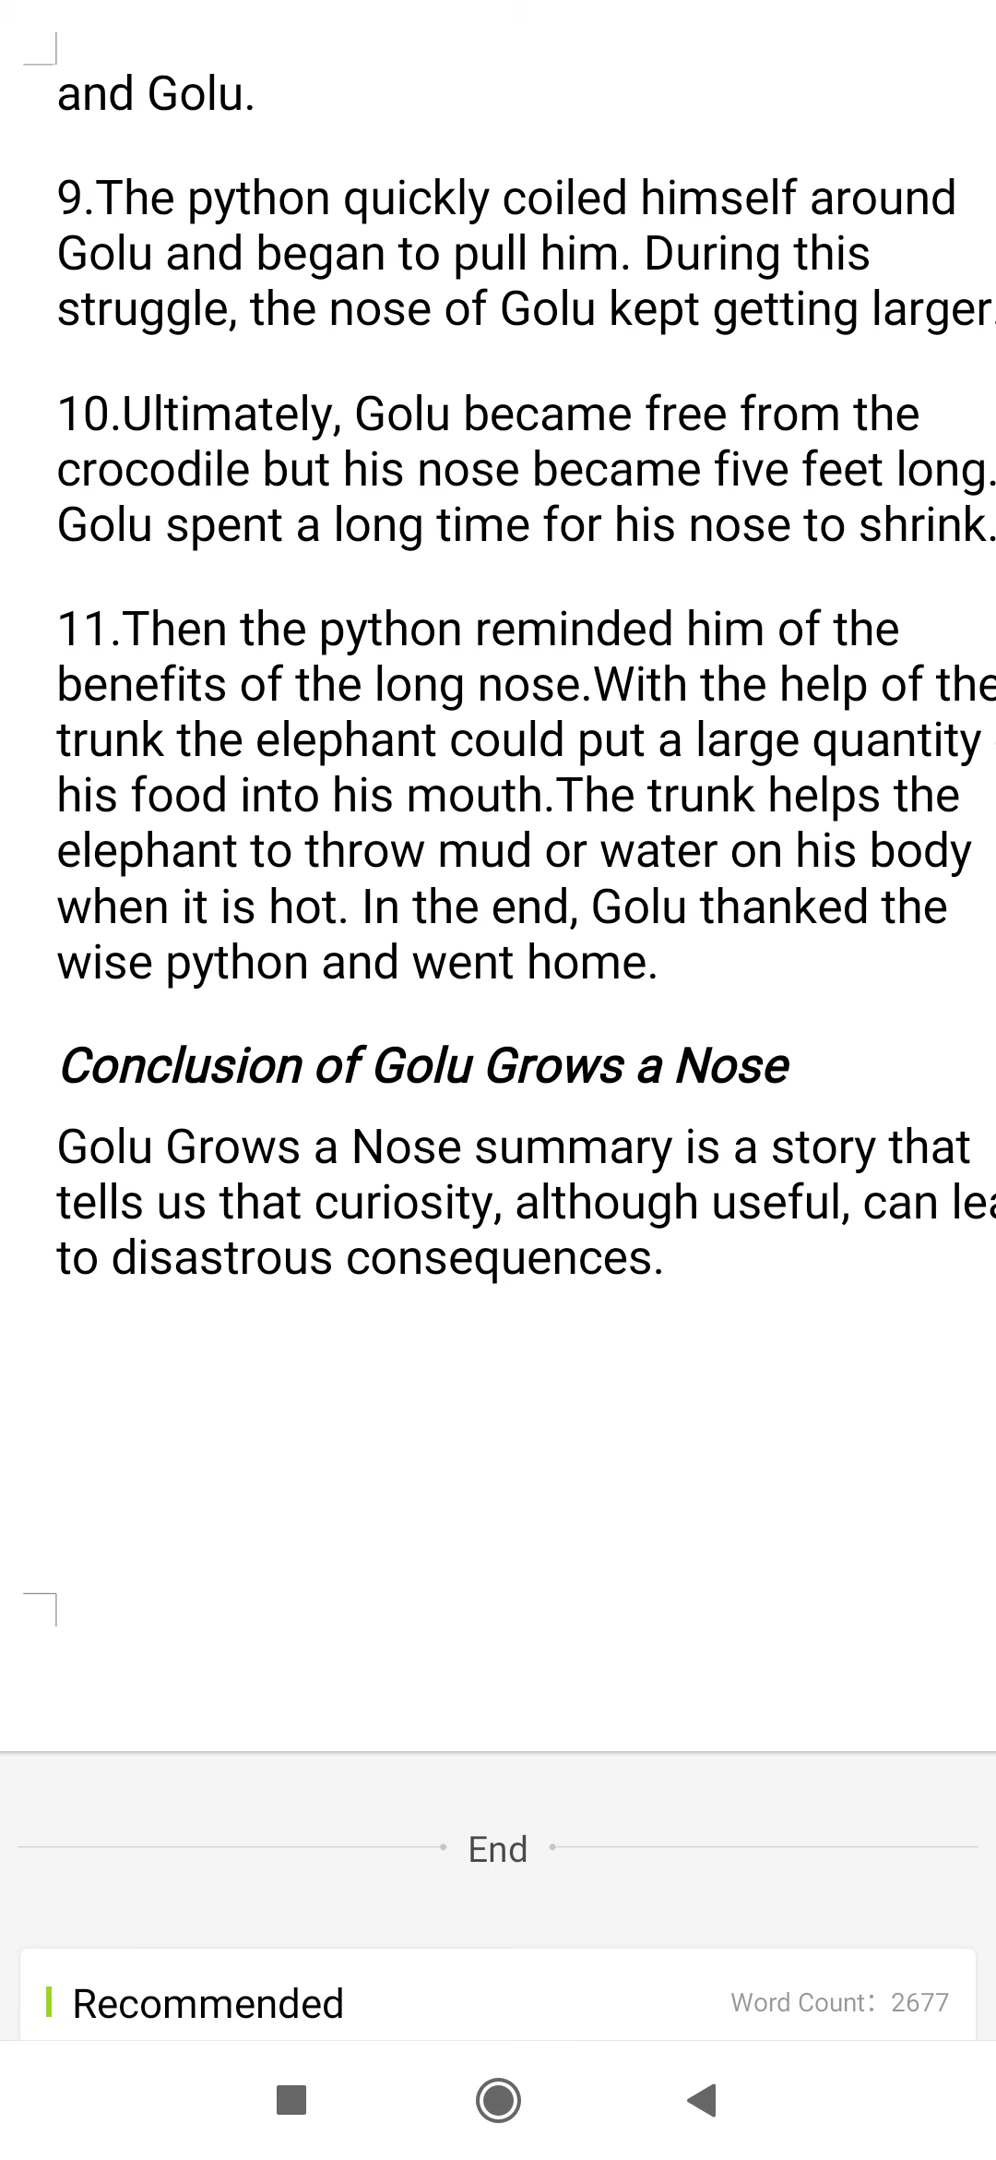 and Golu.
9.The python quickly coiled himself around
Golu and began to pull him. During this
struggle, the nose of Golu kept getting larger.
10.Ultimately, Golu became free from the
crocodile but his nose became five feet long.
Golu spent a long time for his nose to shrink.
11.Then the python reminded him of the
benefits of the long nose.With the help of the
trunk the elephant could put a large quantity
his food into his mouth.The trunk helps the
elephant to throw mud or water on his body
when it is hot. In the end, Golu thanked the
wise python and went home.
Conclusion of Golu Grows a Nose
Golu Grows a Nose summary is a story that
tells us that curiosity, although useful, can
to disastrous consequences.
End
Recommended
Word Count: 2677